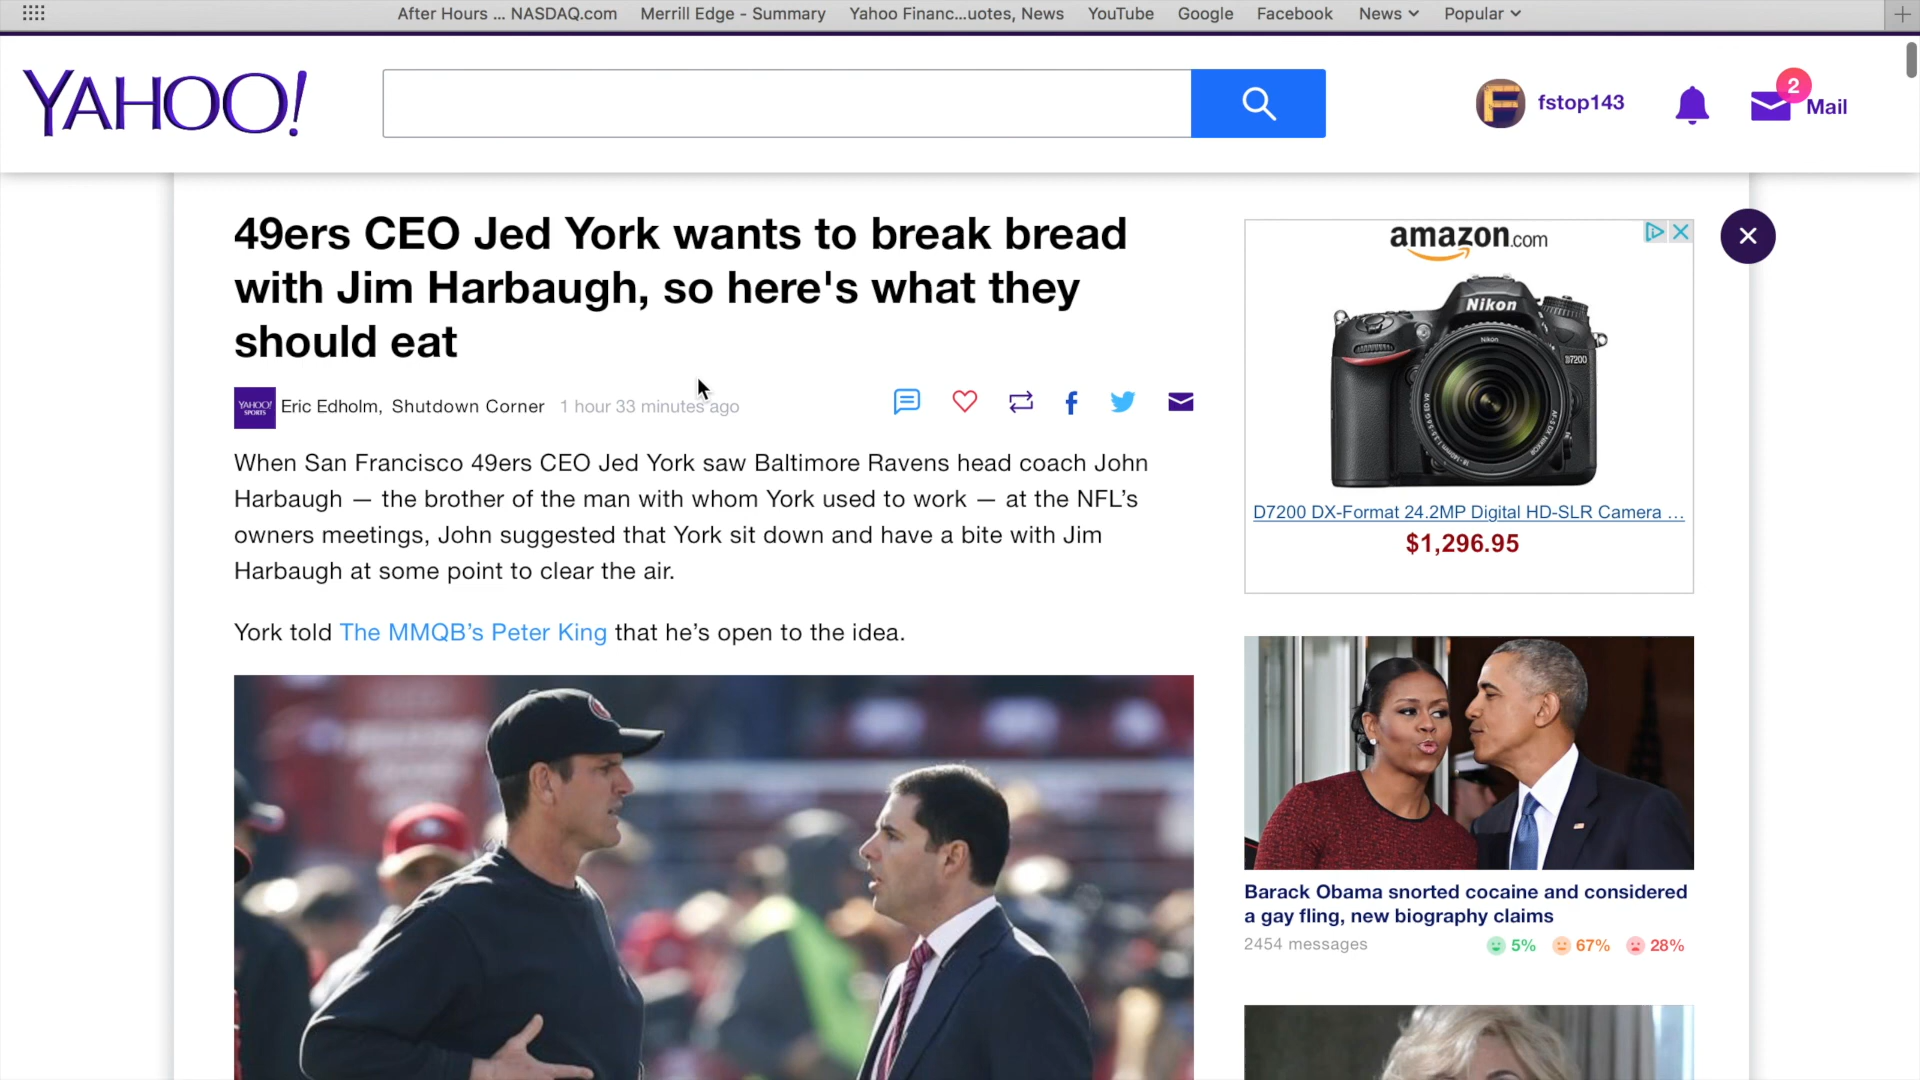 After Hours ... NASDAQ.com Merrill Edge - Summary Yahoo Financ...uotes, News YouTube Google Facebook News Popular
YAHOO!
fstop143
2
Mail
49ers CEO Jed York wants to break bread
with Jim Harbaugh, so here's what they
should eat
YAHOO!
SPORTS
Eric Edholm, Shutdown Corner 1 hour 33 minutes ago
When San Francisco 49ers CEO Jed York saw Baltimore Ravens head coach John
Harbaugh — the brother of the man with whom York used to work — at the NFL’s
owners meetings, John suggested that York sit down and have a bite with Jim
Harbaugh at some point to clear the air.
York told The MMQB’s Peter King that he’s open to the idea.
amazon.com
Nikon
Nikon
D7200
D7200 DX-Format 24.2MP Digital HD-SLR Camera ...
$1,296.95
Barack Obama snorted cocaine and considered
a gay fling, new biography claims
2454 messages 5% 67% 28%